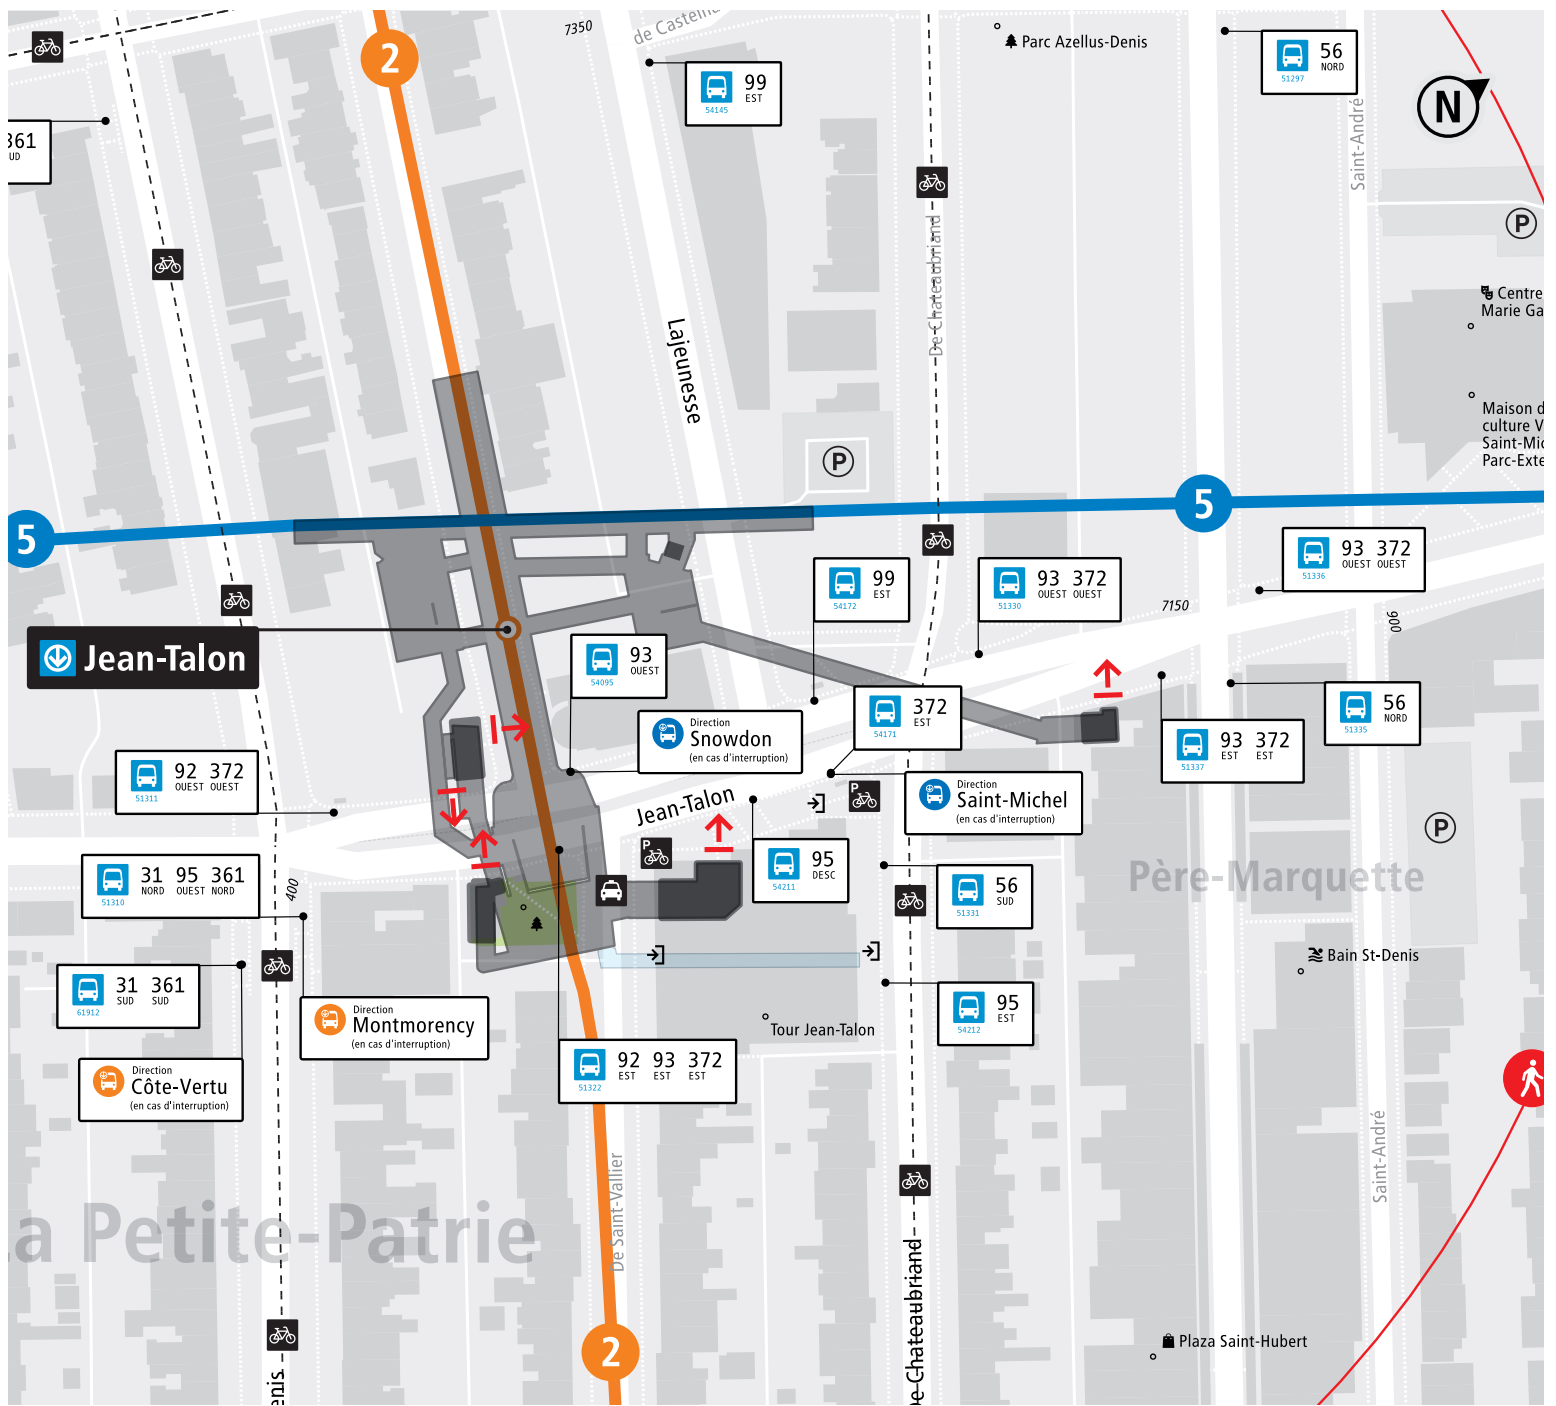 2
7350
de Castelna
Parc Azellus-Denis
99
EST
54145
56
NORD
51297
N
361
UD
Saint-André
P
De Chateaubriand
Centre
Marie Ga
Lajeunesse
Maison d
culture V
Saint-Mic
Parc-Exte
P
5
5
93 372
OUEST OUEST
51336
99
EST
54172
93 372
OUEST OUEST
51330
7150
900
Jean-Talon
93
OUEST
54095
372
EST
54171
56
NORD
51335
Direction
Snowdon
(en cas d'interruption)
93 372
EST EST
51337
92 372
OUEST OUEST
51311
Jean-Talon
P
Direction
Saint-Michel
(en cas d'interruption)
P
P
95
DESC
54211
31 95 361
NORD OUEST NORD
51310
400
56
SUD
51331
Père-Marquette
Bain St-Denis
31 361
SUD SUD
61912
95
EST
54212
Direction
Montmorency
(en cas d'interruption)
Tour Jean-Talon
92 93 372
EST EST EST
51322
Direction
Côte-Vertu
(en cas d'interruption)
De Saint-Vallier
Saint-André
a Petite-Patrie
De Chateaubriand
2
Plaza Saint-Hubert
enis